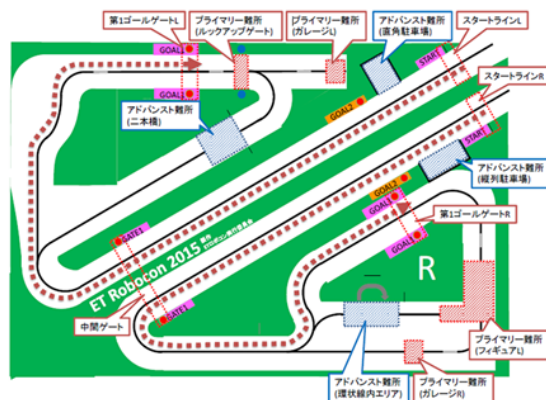 第1ゴールゲートL
プライマリー難所
(ルックアップゲート)
プライマリー難所
(ガレージL)
アドバンスト難所
(直角駐車場)
スタートラインL
スタートラインR
GOAL1
GOAL1
START
GOAL2
START
アドバンスト難所
(二本橋)
アドバンスト難所
(縦列駐車場)
GOAL2
GOAL1
GOAL1
第1ゴールゲートR
GATE1
ET Robocon 2015
R
中間ゲート
GATE1
プライマリー難所
(フィギュアL)
アドバンスト難所
(環状線内エリア)
プライマリー難所
(ガレージR)